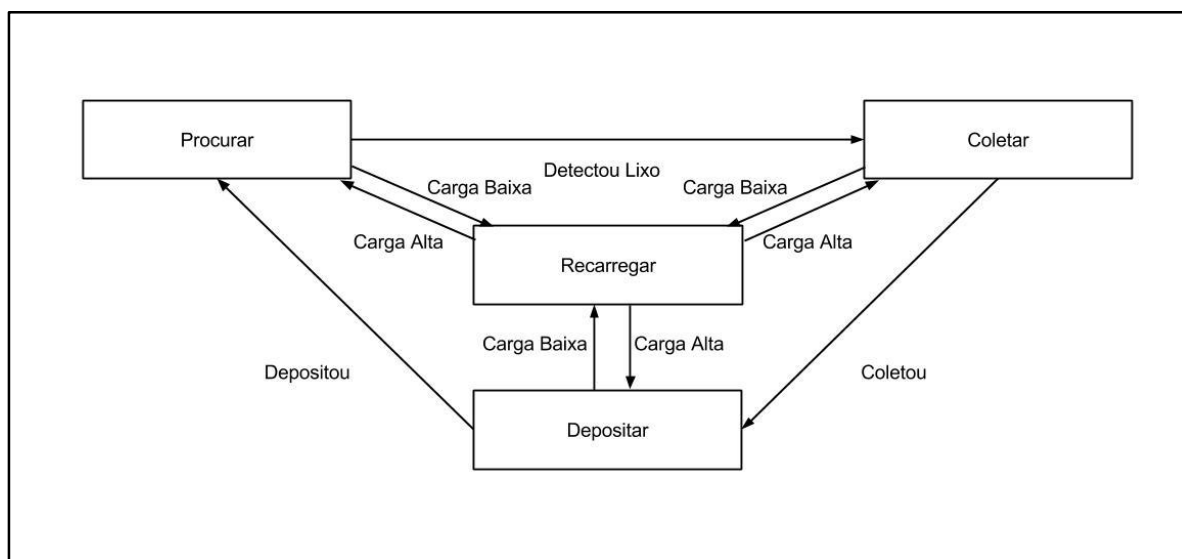 Procurar
Coletar
Detectou Lixo
Carga Baixa
Carga Baixa
Carga Alta
Carga Alta
Recarregar
Carga Baixa
Carga Alta
Depositou
Coletou
Depositar